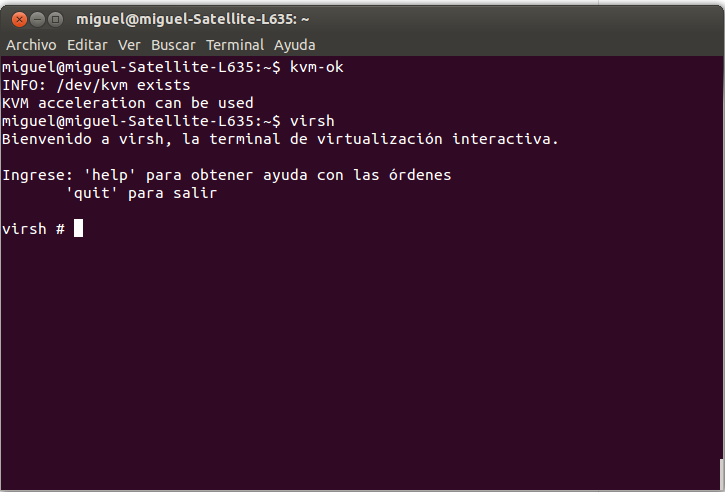 miguel@miguel-Satellite-L635: ~
Archivo Editar Ver Buscar Terminal Ayuda
miguel@miguel-Satellite-L635:~$ kvm-ok
INFO: /dev/kvm exists
KVM acceleration can be used
miguel@miguel-Satellite-L635:~$ virsh
Bienvenido a virsh, la terminal de virtualización interactiva.
Ingrese: 'help' para obtener ayuda con las órdenes
'quit' para salir
virsh #